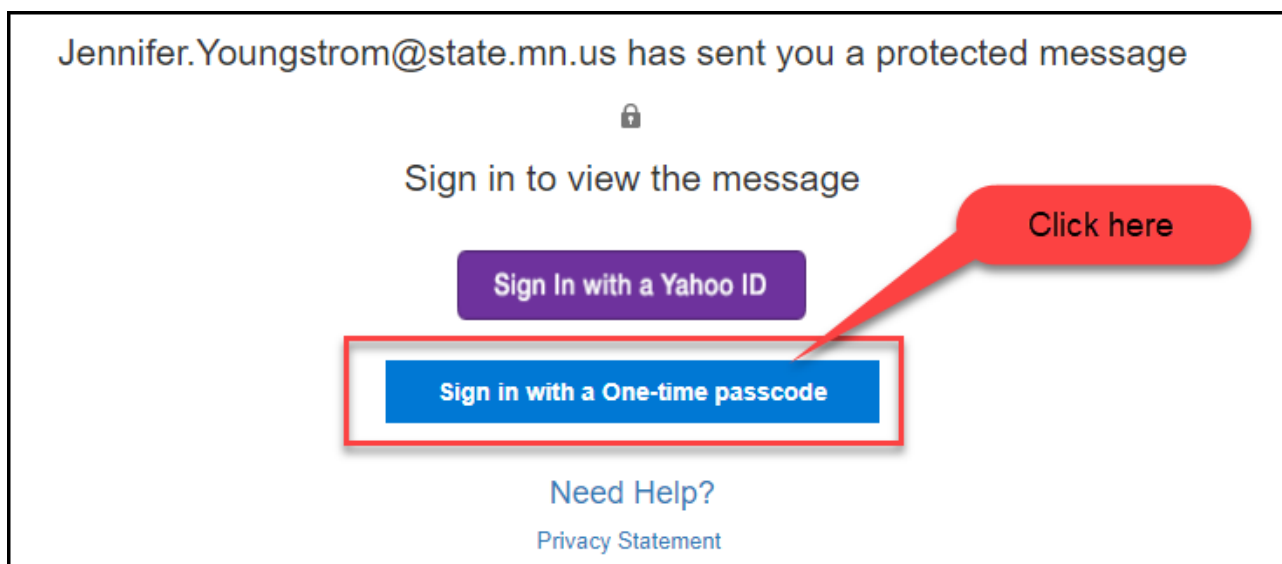 Jennifer.Youngstrom@state.mn.us has sent you a protected message
Sign in to view the message
Click here
Sign In with a Yahoo ID
Sign in with a One-time passcode
Need Help?
Privacy Statement